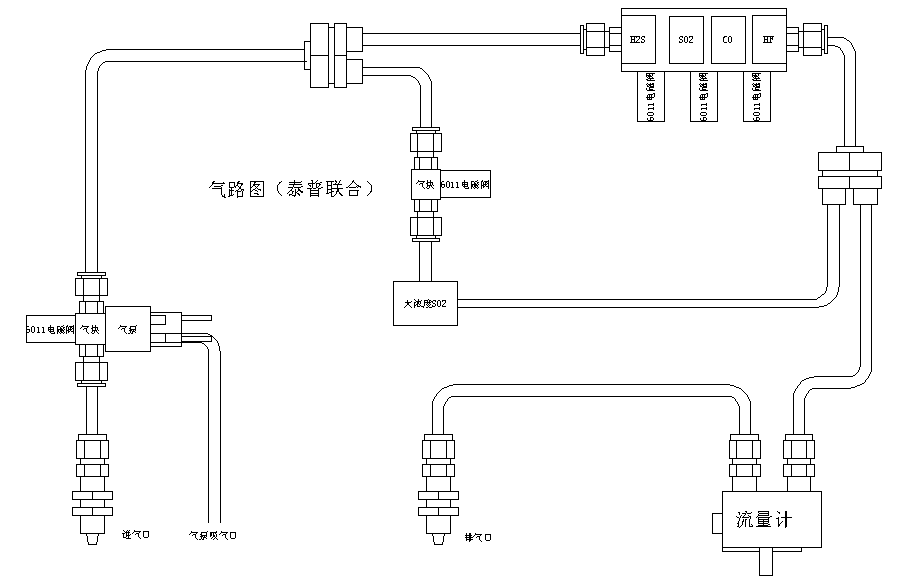 H2S
SO2
CO
HF
6011电磁阀
6011电磁阀
6011电磁阀
气路图（泰普联合）
气块
6011电磁阀
大浓度SO2
6011电磁阀
气块
气泵
流量计
进气口
气泵吸气口
排气口